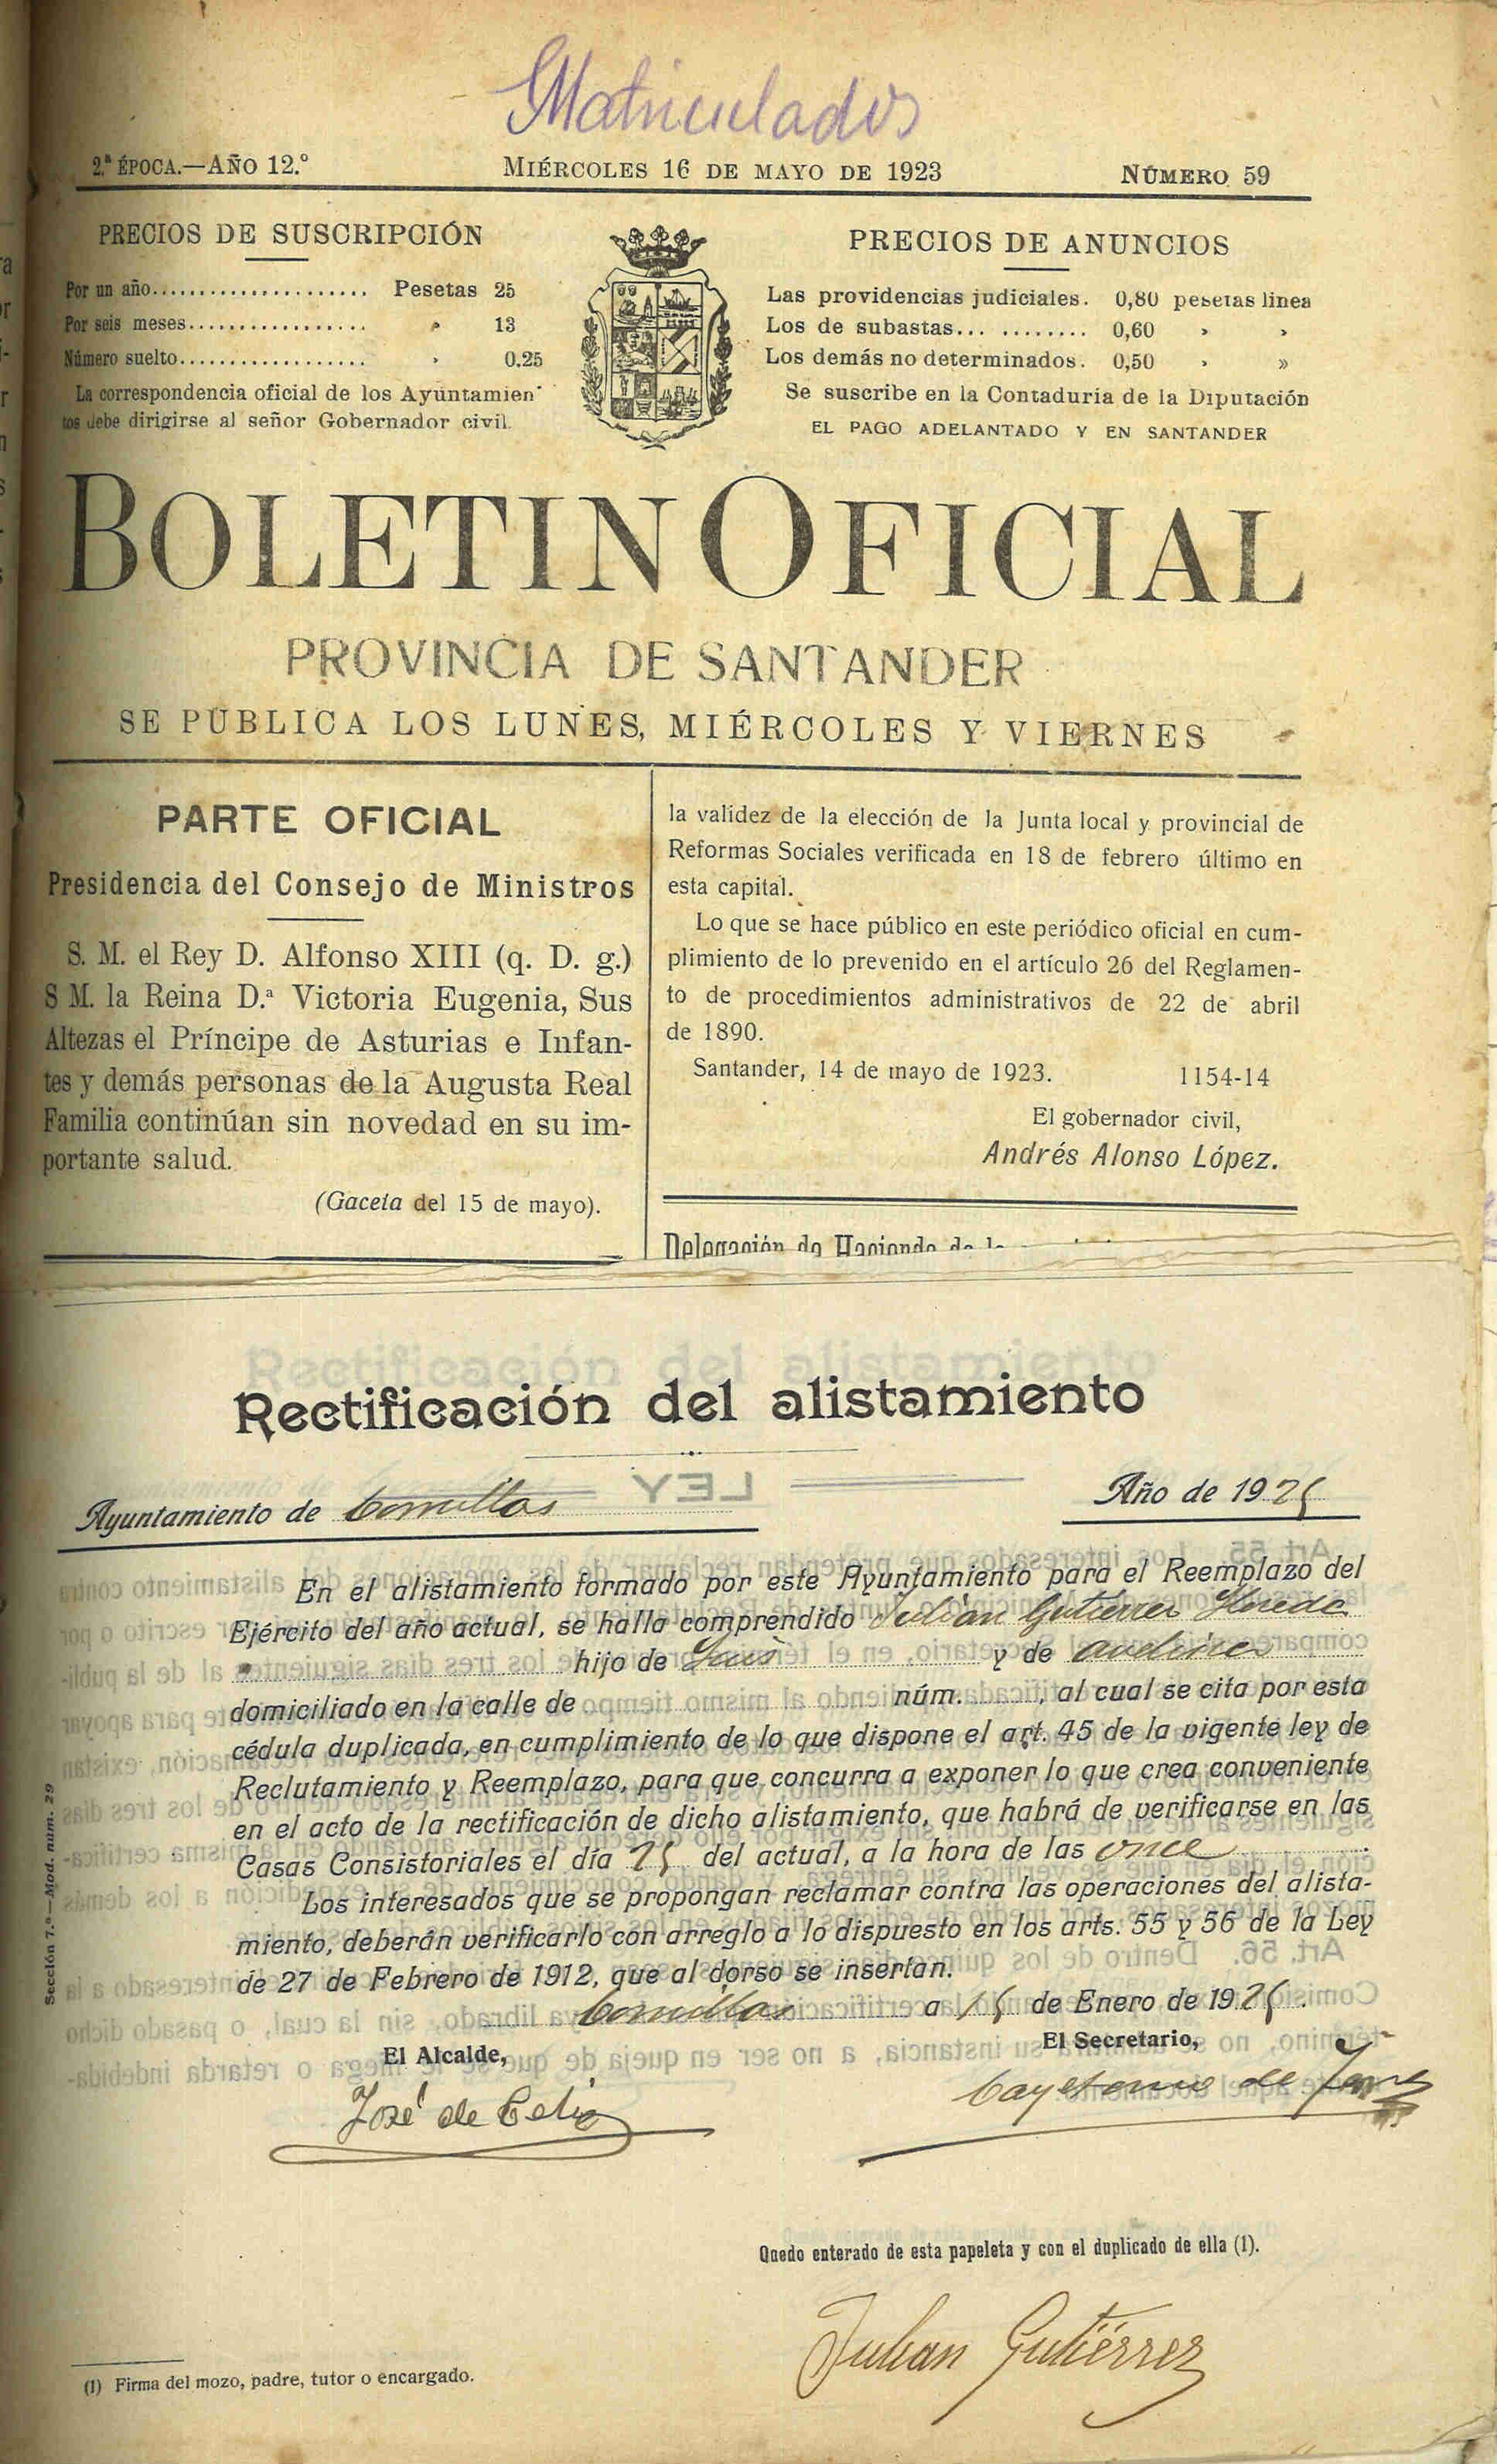 Matriculados
2.ª ÉPOCA.—AÑO 12.º
MIÉRCOLES 16 DE MAYO DE 1923
NÚMERO 59
PRECIOS DE SUSCRIPCIÓN
Por un año..................... Pesetas 25
Por seis meses................. » 13
Número suelto.................. » 0,25
La correspondencia oficial de los Ayuntamien-
tos debe dirigirse al señor Gobernador civil.
PRECIOS DE ANUNCIOS
Las providencias judiciales. 0,80 pesetas línea
Los de subastas... ........ 0,60 » »
Los demás no determinados. 0,50 » »
Se suscribe en la Contaduría de la Diputación
EL PAGO ADELANTADO Y EN SANTANDER
BOLETIN OFICIAL
PROVINCIA DE SANTANDER
SE PUBLICA LOS LUNES, MIÉRCOLES Y VIERNES
PARTE OFICIAL
Presidencia del Consejo de Ministros
S. M. el Rey D. Alfonso XIII (q. D. g.)
S M. la Reina D.ª Victoria Eugenia, Sus
Altezas el Príncipe de Asturias e Infan-
tes y demás personas de la Augusta Real
Familia continúan sin novedad en su im-
portante salud.
(Gaceta del 15 de mayo).
la validez de la elección de la Junta local y provincial de
Reformas Sociales verificada en 18 de febrero último en
esta capital.
Lo que se hace público en este periódico oficial en cum-
plimiento de lo prevenido en el artículo 26 del Reglamen-
to de procedimientos administrativos de 22 de abril
de 1890.
Santander, 14 de mayo de 1923. 1154-14
El gobernador civil,
Andrés Alonso López.
Delegación de Hacienda de la
Rectificación del alistamiento
Ayuntamiento de Comillas
Año de 1925
En el alistamiento formado por este Ayuntamiento para el Reemplazo del
Ejército del año actual, se halla comprendido Julián Gutiérrez
hijo de Luis y de Avelina
domiciliado en la calle de núm. , al cual se cita por esta
cédula duplicada, en cumplimiento de lo que dispone el art. 45 de la vigente ley de
Reclutamiento y Reemplazo, para que concurra a exponer lo que crea conveniente
en el acto de la rectificación de dicho alistamiento, que habrá de verificarse en las
Casas Consistoriales el día 25 del actual, a la hora de las once
Los interesados que se propongan reclamar contra las operaciones del alista-
miento, deberán verificarlo con arreglo a lo dispuesto en los arts. 55 y 56 de la Ley
de 27 de Febrero de 1912, que al dorso se insertan.
Comillas a 15 de Enero de 1925.
El Alcalde,
El Secretario,
José de Celis
Cayetano de
Sección 7.ª—Mod. núm. 29
Quedo enterado de esta papeleta y con el duplicado de ella (1).
Julian Gutiérrez
(1) Firma del mozo, padre, tutor o encargado.